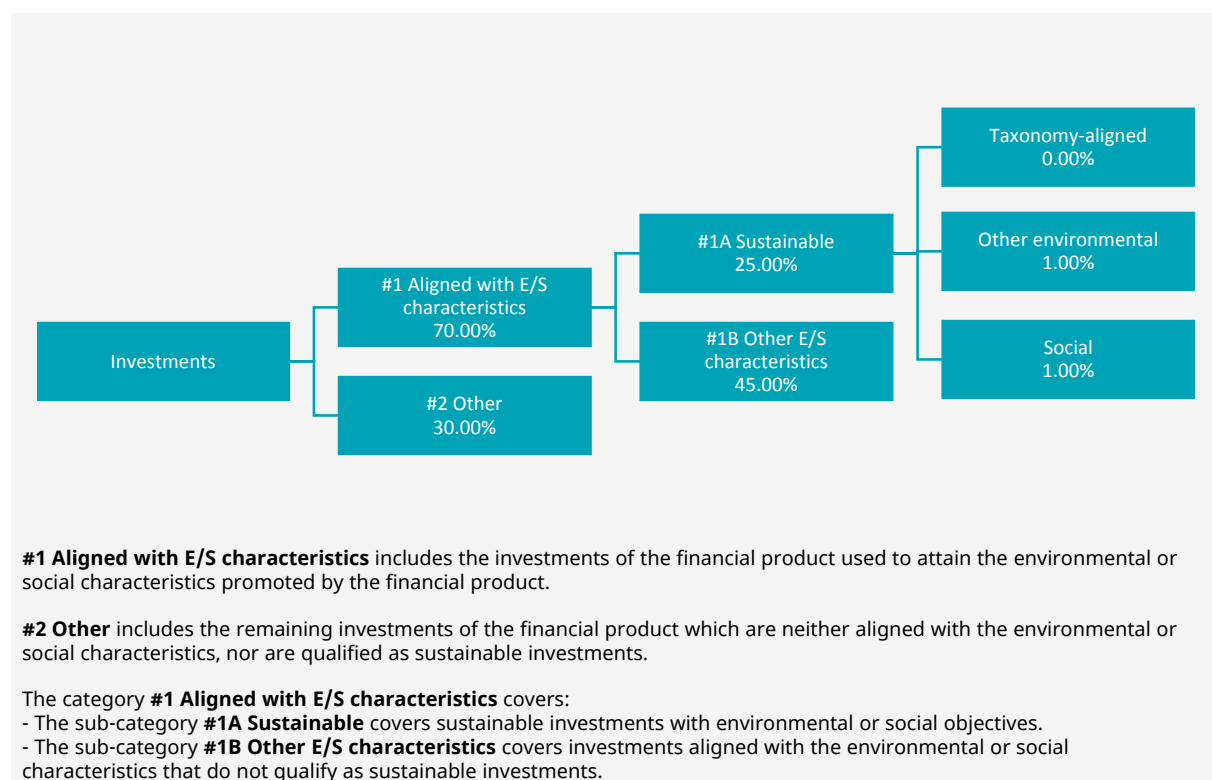 Investments
#1 Aligned with E/S
characteristics
70.00%
#2 Other
30.00%
#1A Sustainable
25.00%
#1B Other E/S
characteristics
45.00%
Taxonomy-aligned
0.00%
Other environmental
1.00%
Social
1.00%
#1 Aligned with E/S characteristics includes the investments of the financial product used to attain the environmental or
social characteristics promoted by the financial product.
#2 Other includes the remaining investments of the financial product which are neither aligned with the environmental or
social characteristics, nor are qualified as sustainable investments.
The category #1 Aligned with E/S characteristics covers:
- The sub-category #1A Sustainable covers sustainable investments with environmental or social objectives.
- The sub-category #1B Other E/S characteristics covers investments aligned with the environmental or social
characteristics that do not qualify as sustainable investments.